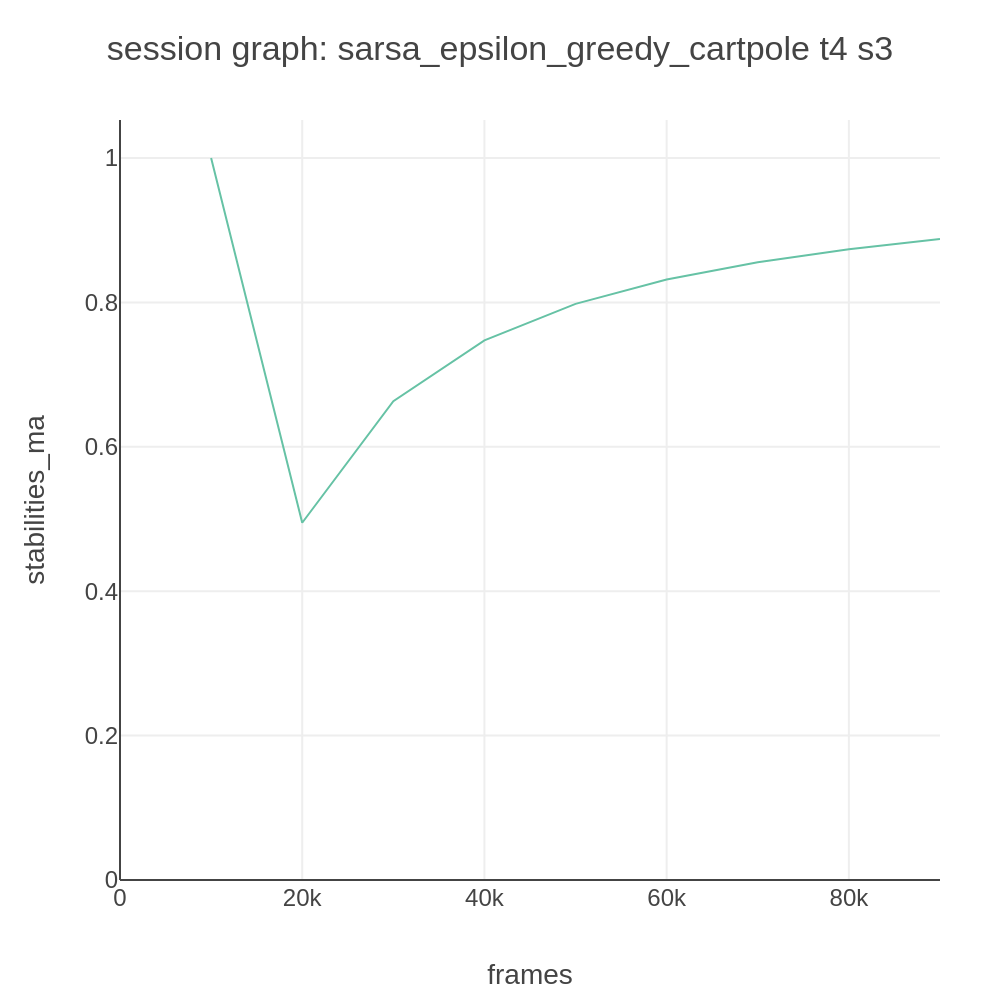 session graph: sarsa_epsilon_greedy_cartpole t4 s3
1
0.8
0.6
0.4
0.2
0
stabilities_ma
0
20k
40k
60k
80k
frames